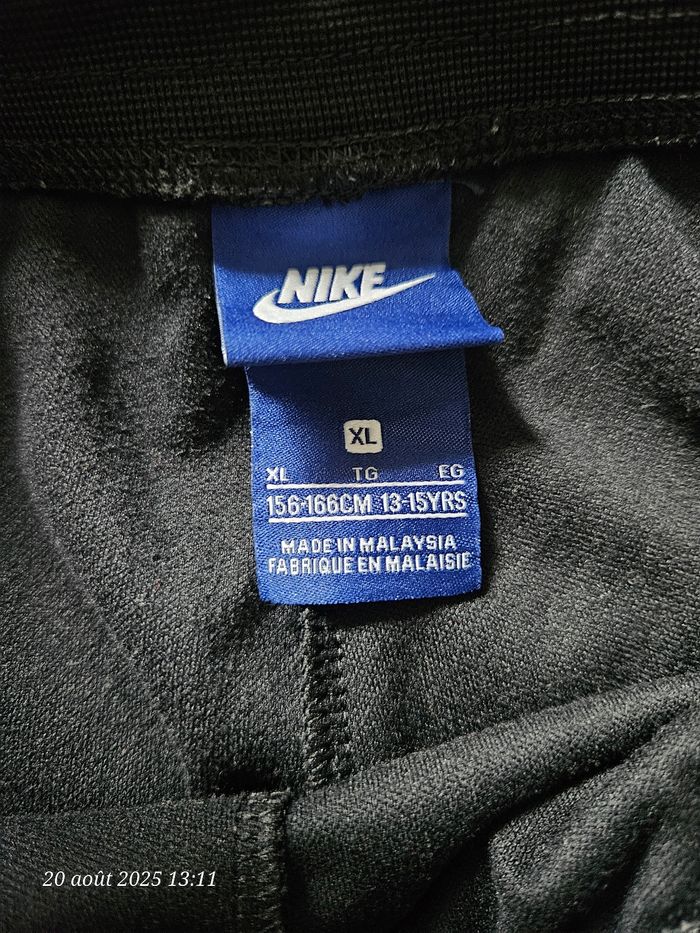 NIKE
XL
XL TG EG
156-166CM 13-15YRS
MADE IN MALAYSIA
FABRIQUE EN MALAISIE
20 août 2025 13:11